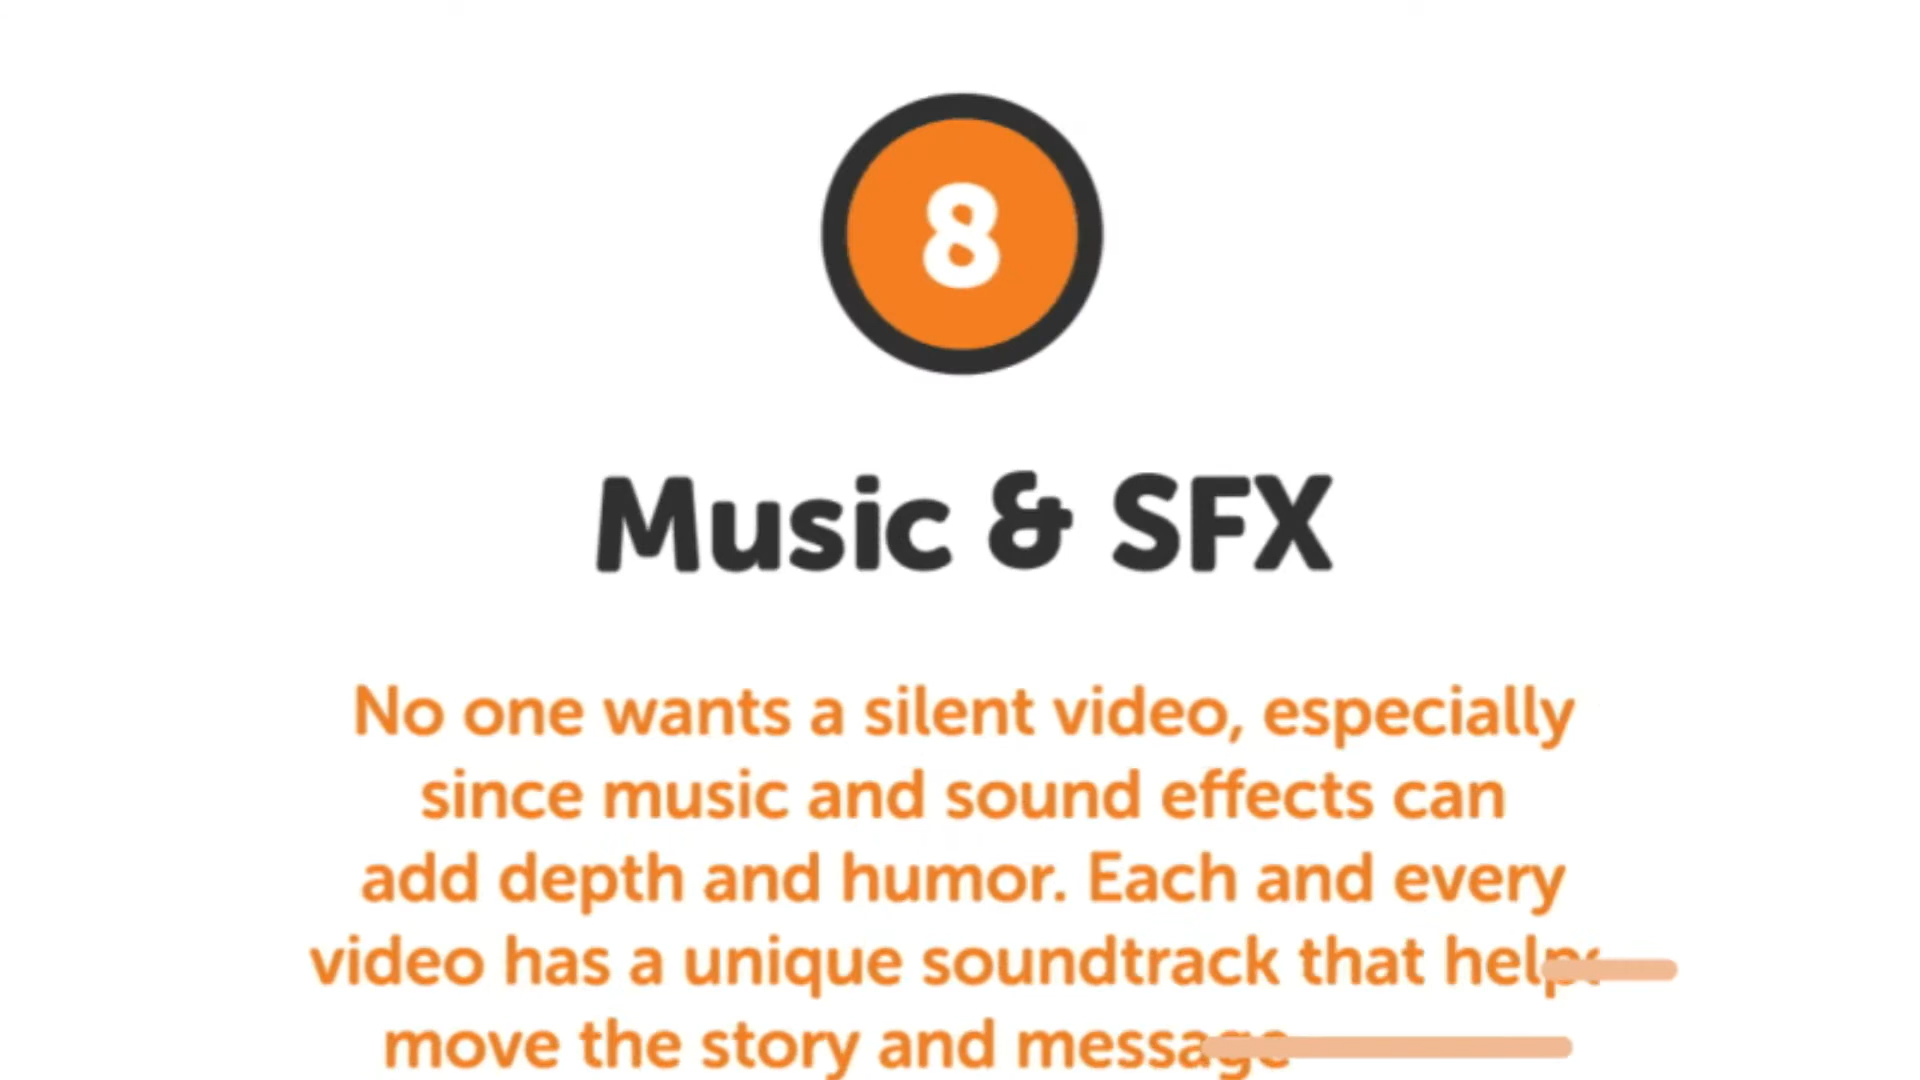 8
Music & SFX
No one wants a silent video, especially
since music and sound effects can
add depth and humor. Each and every
video has a unique soundtrack that helps
move the story and message